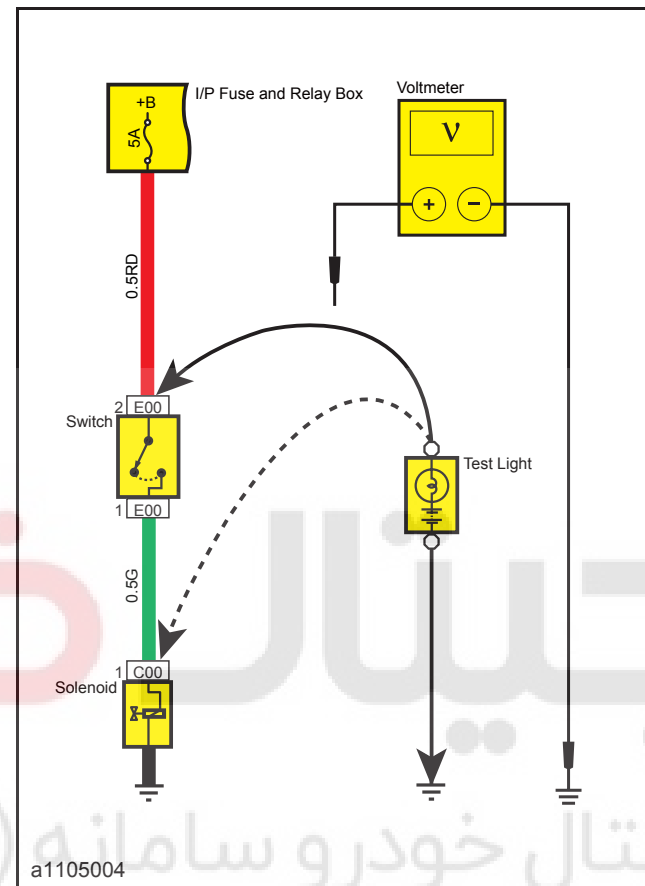 I/P Fuse and Relay Box
+B
5A
Voltmeter
V
+ −
0.5RD
2 E00
Switch
1 E00
Test Light
0.5G
1 C00
Solenoid
یتال خودرو سامانه (
a1105004